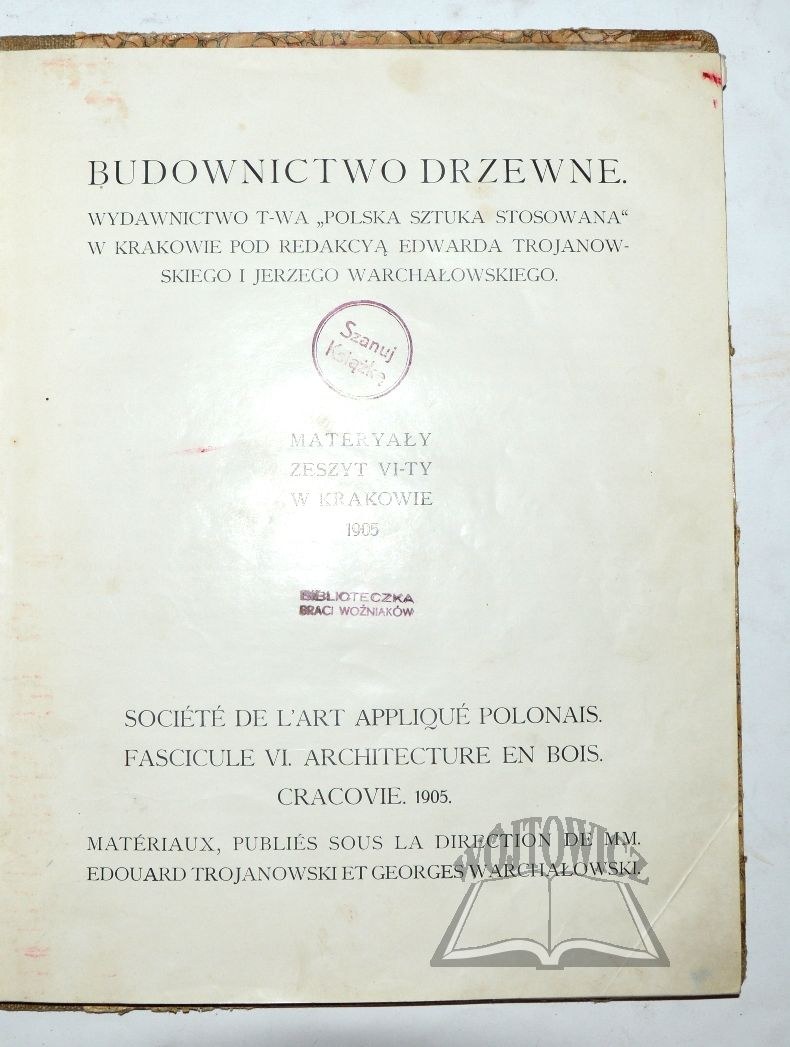 BUDOWNICTWO DRZEWNE.
WYDAWNICTWO T-WA „POLSKA SZTUKA STOSOWANA“
W KRAKOWIE POD REDAKCYĄ EDWARDA TROJANOW-
SKIEGO I JERZEGO WARCHAŁOWSKIEGO.
Szanuj
Książkę
MATERYAŁY
ZESZYT VI-TY
W KRAKOWIE
1905
BIBLIOTECZKA
BRACI WOŹNIAKÓW
SOCIÉTÉ DE L'ART APPLIQUÉ POLONAIS.
FASCICULE VI. ARCHITECTURE EN BOIS.
CRACOVIE. 1905.
MATÉRIAUX, PUBLIÉS SOUS LA DIRECTION DE MM.
EDOUARD TROJANOWSKI ET GEORGES WARCHAŁOWSKI.
WÓJTOWICZ